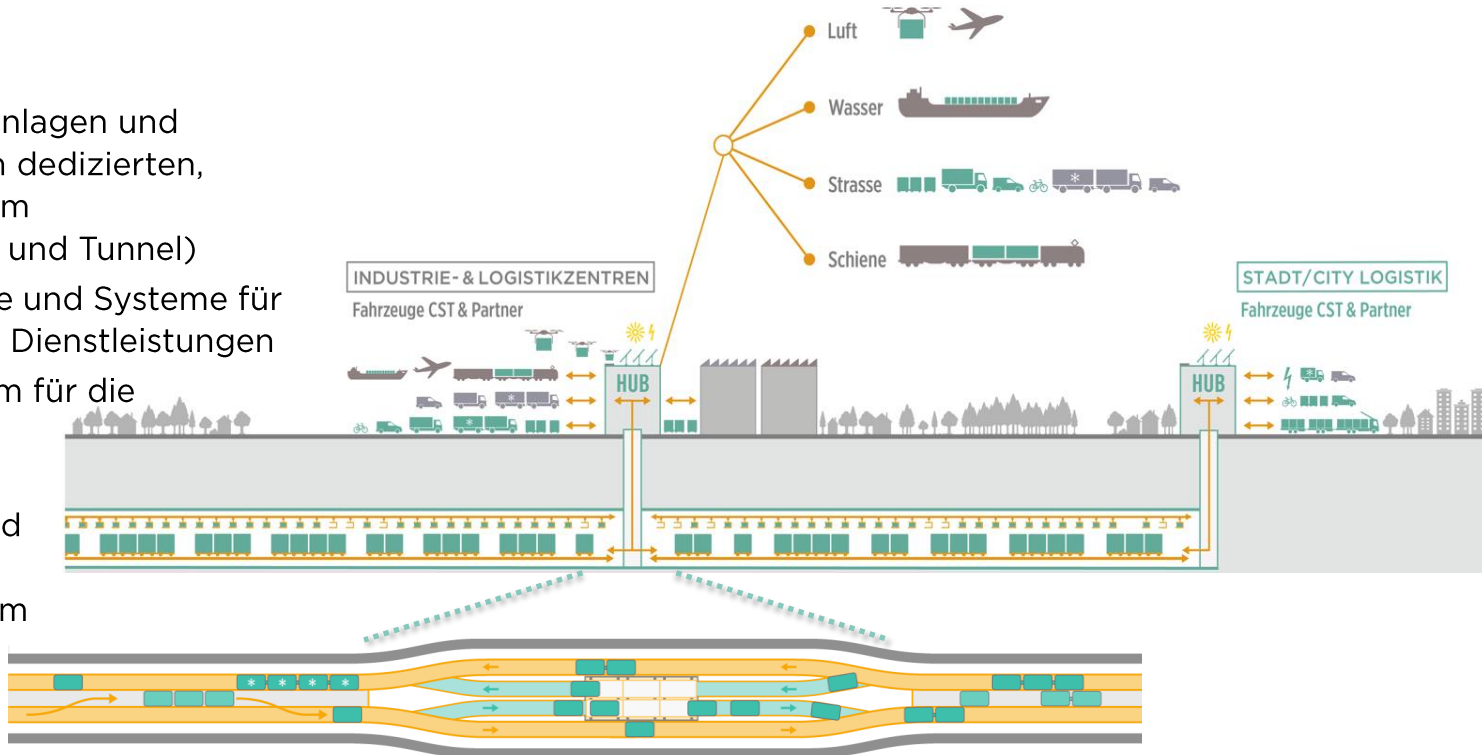 nlagen und
dedizierten,
m
und Tunnel)
e und Systeme für
Dienstleistungen
m für die
d
m
Luft
Wasser
Strasse
Schiene
INDUSTRIE- & LOGISTIKZENTREN
Fahrzeuge CST & Partner
HUB
STADT/CITY LOGISTIK
Fahrzeuge CST & Partner
HUB